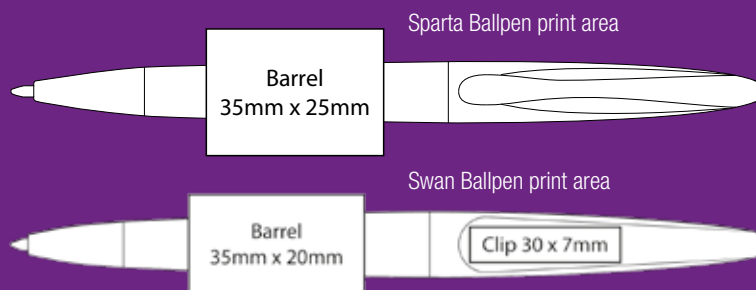 Sparta Ballpen print area
Barrel
35mm x 25mm
Swan Ballpen print area
Barrel
35mm x 20mm
Clip 30 x 7mm